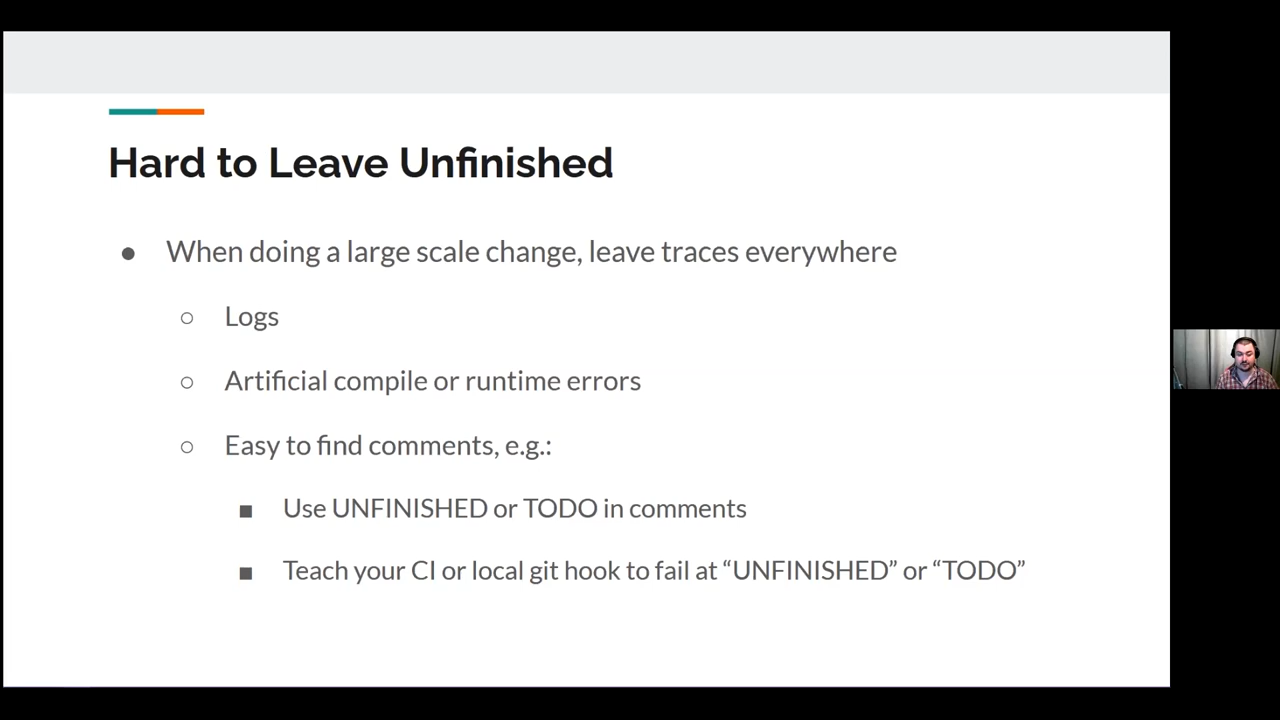 Hard to Leave Unfinished
● When doing a large scale change, leave traces everywhere
○ Logs
○ Artificial compile or runtime errors
○ Easy to find comments, e.g.:
■ Use UNFINISHED or TODO in comments
■ Teach your CI or local git hook to fail at “UNFINISHED” or “TODO”